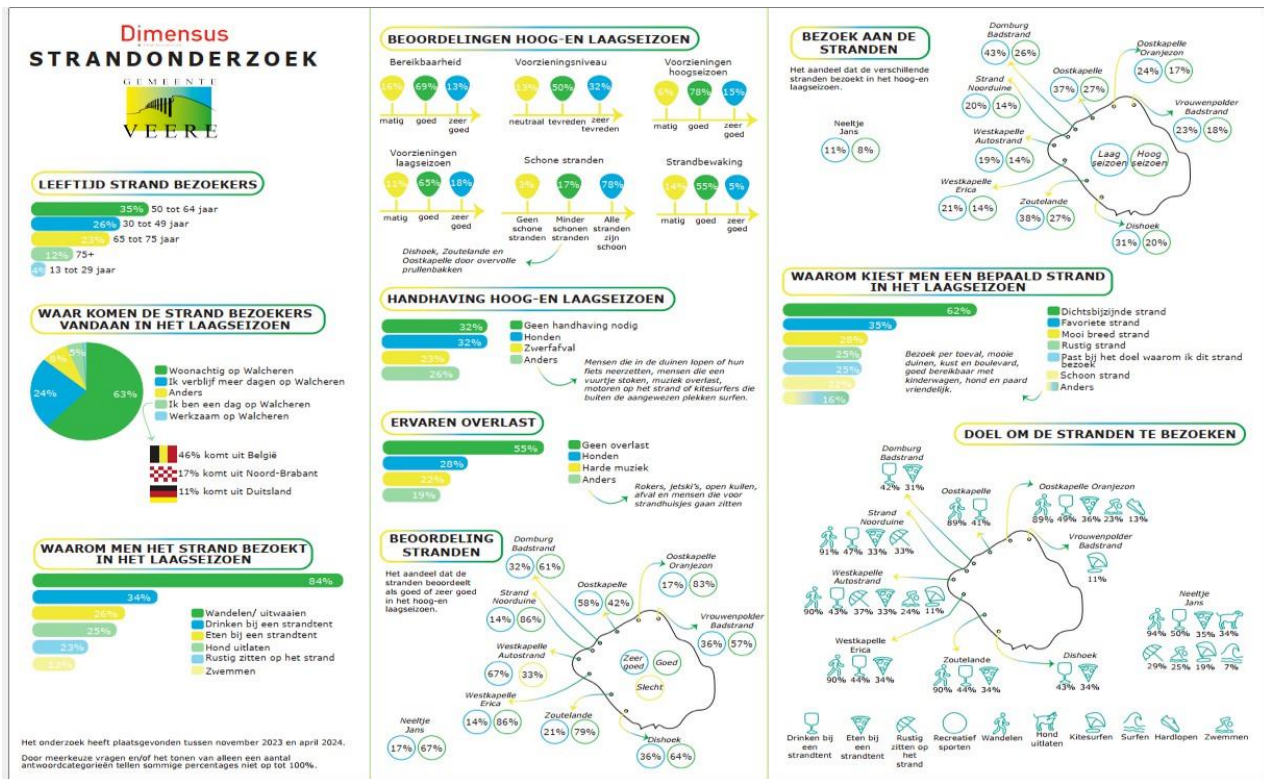 Dimensus
STRANDONDERZOEK
GEMEENTE
VEERE
LEEFTIJD STRAND BEZOEKERS
35% 50 tot 64 jaar
26% 30 tot 49 jaar
23% 65 tot 75 jaar
12% 75+
4% 13 tot 29 jaar
WAAR KOMEN DE STRAND BEZOEKERS
VANDAAN IN HET LAAGSEIZOEN
63%
24%
8%
5%
Woonachtig op Walcheren
Ik verblijf meer dagen op Walcheren
Anders
Ik ben een dag op Walcheren
Werkzaam op Walcheren
46% komt uit België
17% komt uit Noord-Brabant
11% komt uit Duitsland
WAAROM MEN HET STRAND BEZOEKT
IN HET LAAGSEIZOEN
84%
34%
26%
25%
23%
Wandelen/ uitwaaien
Drinken bij een strandtent
Eten bij een strandtent
Hond uitlaten
Rustig zitten op het strand
Zwemmen
Het onderzoek heeft plaatsgevonden tussen november 2023 en april 2024.
Door meerkeuze vragen en/of het tonen van alleen een aantal
antwoordcategorieën tellen sommige percentages niet op tot 100%.
BEOORDELINGEN HOOG-EN LAAGSEIZOEN
Bereikbaarheid
16% 69% 13%
matig goed zeer
goed
Voorzieningsniveau
13% 50% 32%
neutraal tevreden zeer
tevreden
Voorzieningen
hoogseizoen
6% 78% 15%
matig goed zeer
goed
Voorzieningen
laagseizoen
11% 65% 18%
matig goed zeer
goed
Schone stranden
3% 17% 78%
Geen
schone
stranden
Minder
schonen
stranden
Alle
stranden
zijn
schoon
Strandbewaking
14% 55% 5%
matig goed zeer
goed
Dishoek, Zoutelande en
Oostkapelle door overvolle
prullenbakken
HANDHAVING HOOG-EN LAAGSEIZOEN
32%
32%
23%
26%
Geen handhaving nodig
Honden
Zwerfafval
Anders
Mensen die in de duinen lopen of hun
fiets neerzetten, mensen die een
vuurtje stoken, muziek overlast,
motoren op het strand of kitesurfers die
buiten de aangewezen plekken surfen.
ERVAREN OVERLAST
55%
28%
22%
19%
Geen overlast
Honden
Harde muziek
Anders
Rokers, jetski's, open kuilen,
afval en mensen die voor
strandhuisjes gaan zitten
BEOORDELING
STRANDEN
Het aandeel dat de
stranden beoordeelt
als goed of zeer goed
in het hoog-en
laagseizoen.
Domburg
Badstrand
32% 61%
Oostkapelle
Oranjezon
17% 83%
Oostkapelle
58% 42%
Strand
Noorduine
14% 86%
Vrouwenpolder
Badstrand
36% 57%
Westkapelle
Autostrand
67% 33%
Zeer
goed
Goed
Slecht
Westkapelle
Erica
14% 86%
Zoutelande
21% 79%
Neeltje
Jans
17% 67%
Dishoek
36% 64%
BEZOEK AAN DE
STRANDEN
Het aandeel dat de verschillende
stranden bezoekt in het hoog-en
laagseizoen.
Domburg
Badstrand
43% 26%
Oostkapelle
Oranjezon
24% 17%
Oostkapelle
37% 27%
Strand
Noorduine
20% 14%
Vrouwenpolder
Badstrand
23% 18%
Neeltje
Jans
11% 8%
Westkapelle
Autostrand
19% 14%
Laag
seizoen
Hoog
seizoen
Westkapelle
Erica
21% 14%
Zoutelande
38% 27%
Dishoek
31% 20%
WAAROM KIEST MEN EEN BEPAALD STRAND
IN HET LAAGSEIZOEN
62%
35%
28%
25%
25%
22%
16%
Dichtsbijzijnde strand
Favoriete strand
Mooi breed strand
Rustig strand
Past bij het doel waarom ik dit strand
bezoek
Schoon strand
Anders
Bezoek per toeval, mooie
duinen, kust en boulevard,
goed bereikbaar met
kinderwagen, hond en paard
vriendelijk.
DOEL OM DE STRANDEN TE BEZOEKEN
Domburg
Badstrand
42% 31%
Oostkapelle
89% 41%
Oostkapelle Oranjezon
89% 49% 36% 23% 13%
Strand
Noorduine
91% 47% 33% 33%
Vrouwenpolder
Badstrand
11%
Westkapelle
Autostrand
90% 43% 37% 33% 24% 11%
Neeltje
Jans
94% 50% 35% 34%
29% 25% 19% 7%
Westkapelle
Erica
90% 44% 34%
Zoutelande
90% 44% 34%
Dishoek
43% 34%
Drinken bij
een
strandtent
Eten bij
een
strandtent
Rustig
zitten op
het
strand
Recreatief
sporten
Wandelen
Hond
uitlaten
Kitesurfen
Surfen
Hardlopen
Zwemmen